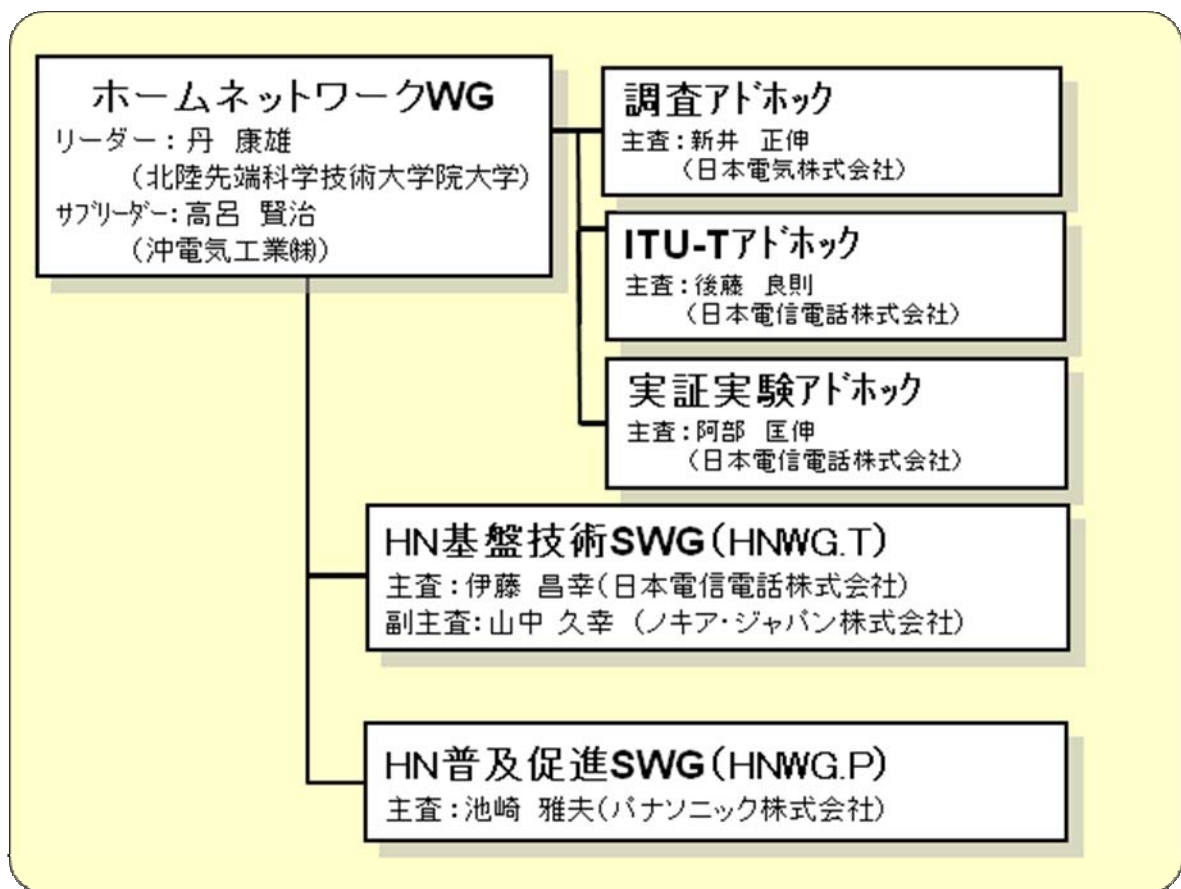 ホームネットワークWG
リーダー：丹 康雄
（北陸先端科学技術大学院大学）
ｻﾌﾞﾘｰﾀﾞｰ：高呂 賢治
（沖電気工業㈱）
調査ｱﾄﾞﾎｯｸ
主査：新井 正伸
（日本電気株式会社）
ITU-Tｱﾄﾞﾎｯｸ
主査：後藤 良則
（日本電信電話株式会社）
実証実験ｱﾄﾞﾎｯｸ
主査：阿部 匡伸
（日本電信電話株式会社）
HN基盤技術SWG（HNWG.T）
主査：伊藤 昌幸（日本電信電話株式会社）
副主査：山中 久幸 （ノキア・ジャパン株式会社）
HN普及促進SWG（HNWG.P）
主査：池崎 雅夫（パナソニック株式会社）